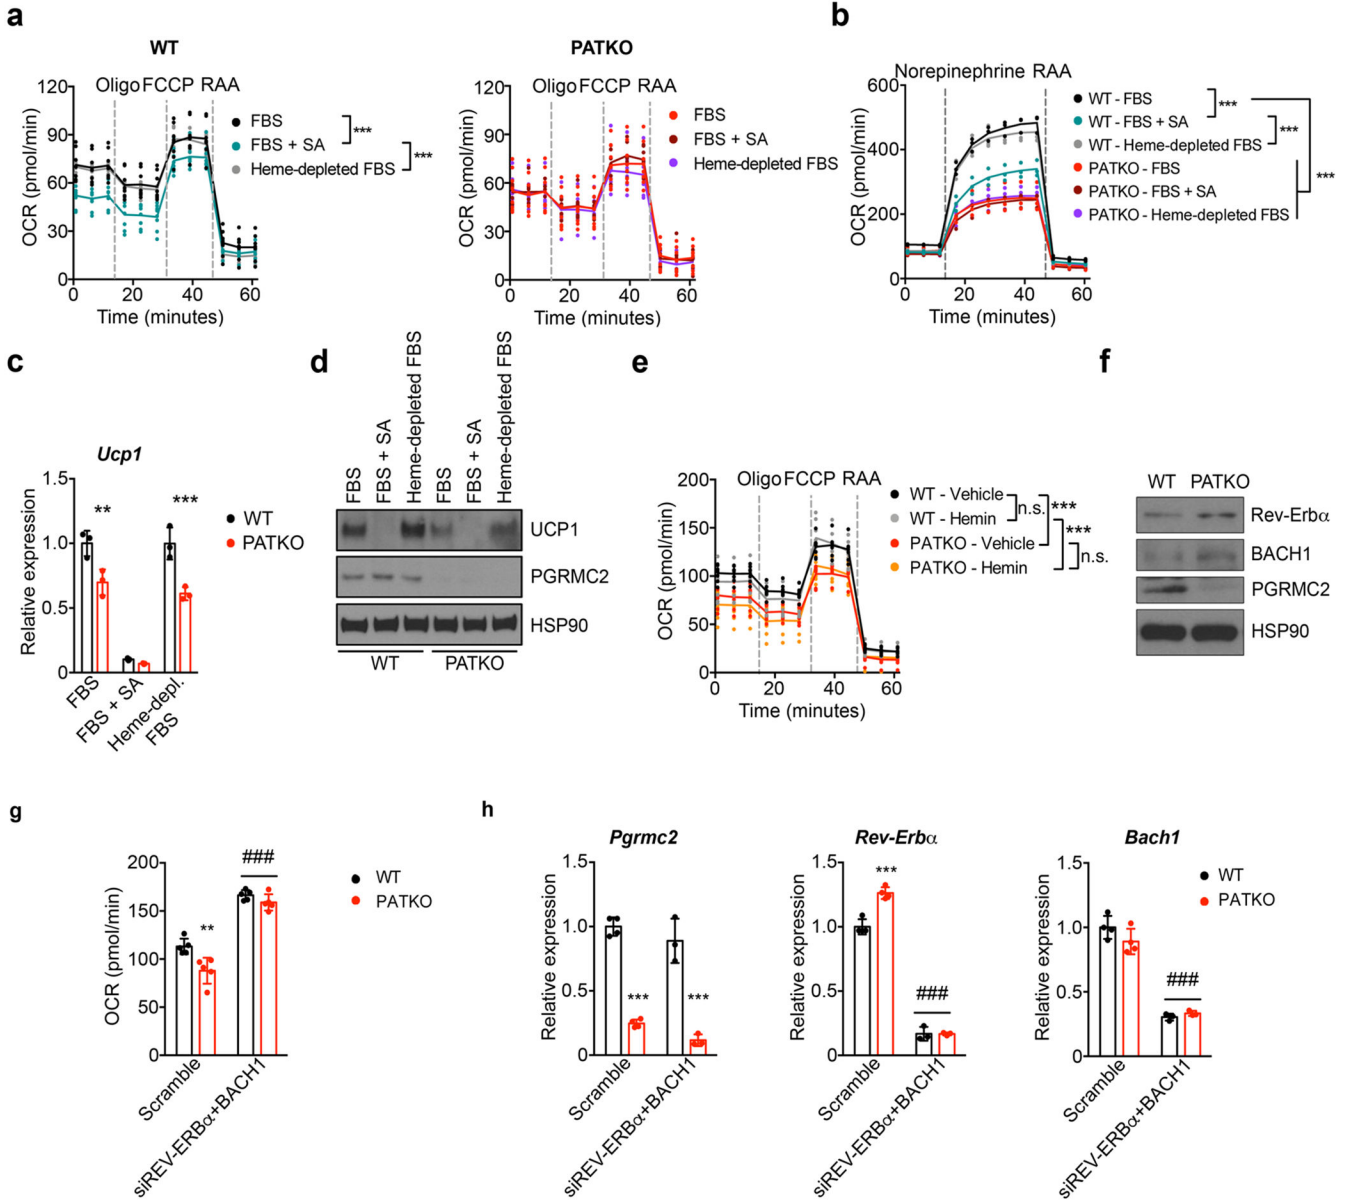 a
WT
Oligo FCCP RAA
OCR (pmol/min)
120
90
60
30
0
0 20 40 60
Time (minutes)
FBS
FBS + SA
Heme-depleted FBS
***
***
PATKO
Oligo FCCP RAA
OCR (pmol/min)
120
90
60
30
0
0 20 40 60
Time (minutes)
FBS
FBS + SA
Heme-depleted FBS
b
Norepinephrine RAA
OCR (pmol/min)
600
400
200
0
0 20 40 60
Time (minutes)
WT - FBS
WT - FBS + SA
WT - Heme-depleted FBS
PATKO - FBS
PATKO - FBS + SA
PATKO - Heme-depleted FBS
***
***
***
c
Ucp1
Relative expression
1.5
1.0
0.5
0
**
***
FBS
FBS + SA
Heme-depl.
FBS
WT
PATKO
d
FBS
FBS + SA
Heme-depleted FBS
FBS
FBS + SA
Heme-depleted FBS
UCP1
PGRMC2
HSP90
WT PATKO
e
Oligo FCCP RAA
OCR (pmol/min)
200
150
100
50
0
0 20 40 60
Time (minutes)
WT - Vehicle
WT - Hemin
PATKO - Vehicle
PATKO - Hemin
n.s.
***
***
n.s.
f
WT PATKO
Rev-Erbα
BACH1
PGRMC2
HSP90
g
OCR (pmol/min)
200
150
100
50
0
**
###
Scramble
siREV-ERBα+BACH1
WT
PATKO
h
Pgrmc2
Relative expression
1.5
1.0
0.5
0
***
***
Scramble
siREV-ERBα+BACH1
Rev-Erbα
Relative expression
1.5
1.0
0.5
0
***
###
Scramble
siREV-ERBα+BACH1
Bach1
Relative expression
1.5
1.0
0.5
0
###
Scramble
siREV-ERBα+BACH1
WT
PATKO